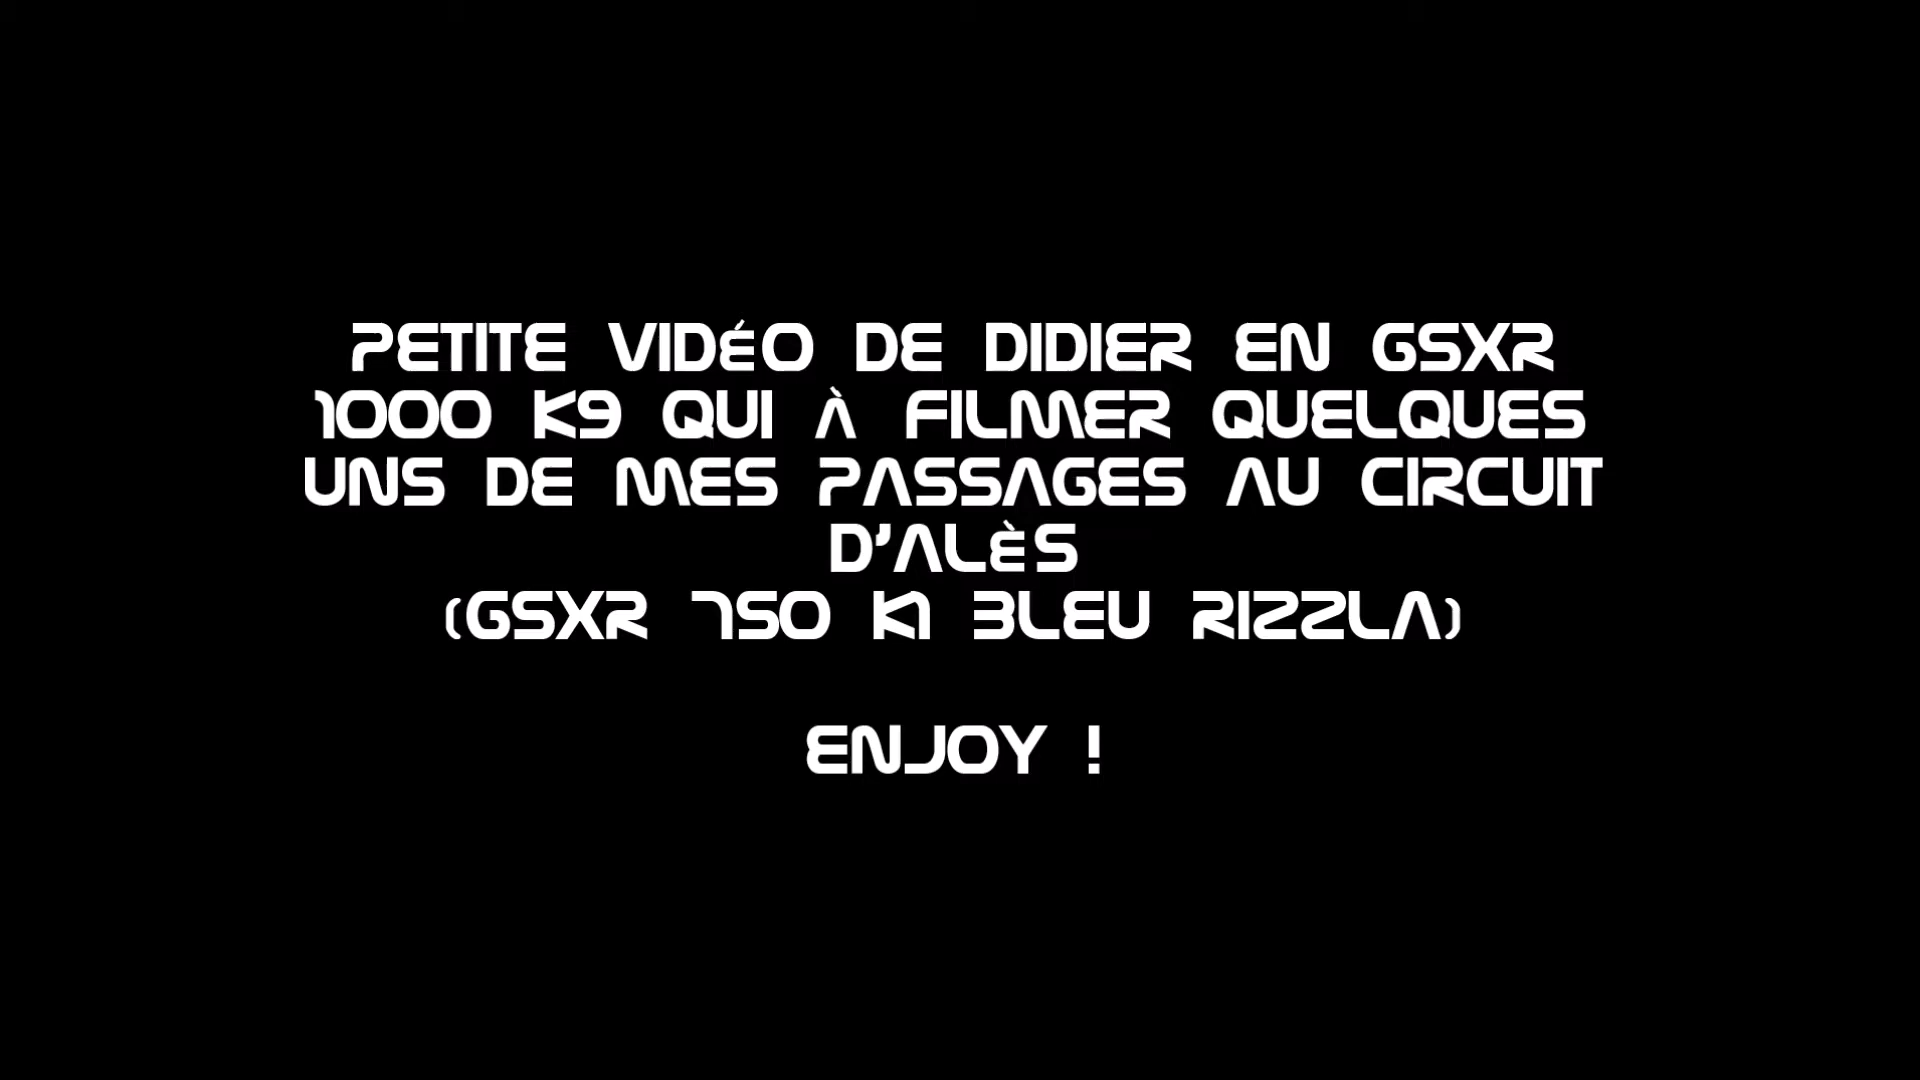 PETITE VIDÉO DE DIDIER EN GSXR
1000 K9 QUI À FILMER QUELQUES
UNS DE MES PASSAGES AU CIRCUIT
D'ALÈS
(GSXR 750 K1 BLEU RIZZLA)
ENJOY !